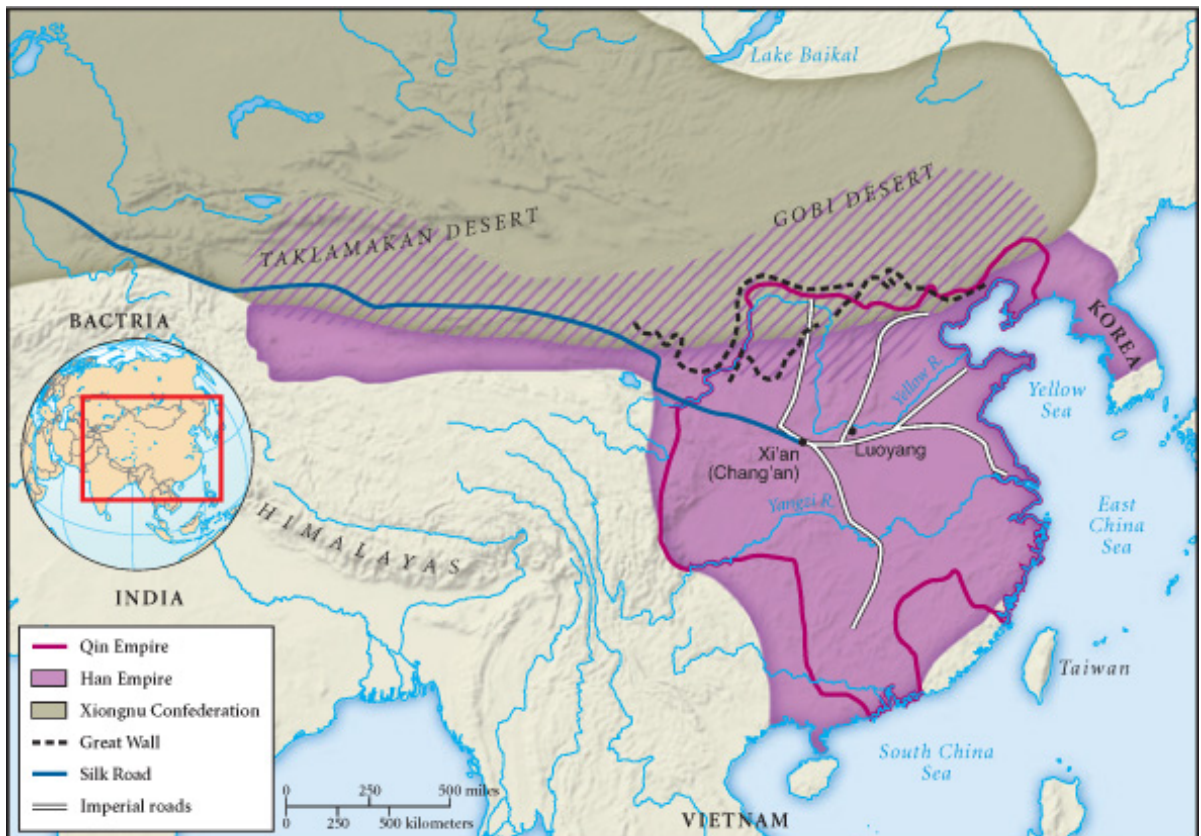 Lake Baikal
GOBI DESERT
TAKLAMAKAN DESERT
BACTRIA
KOREA
Yellow R.
Yellow
Sea
Xi'an
(Chang'an)
Luoyang
Yangzi R.
East
China
Sea
HIMALAYAS
INDIA
Taiwan
South China
Sea
VIETNAM
Qin Empire
Han Empire
Xiongnu Confederation
Great Wall
Silk Road
Imperial roads
0 250 500 miles
0 250 500 kilometers